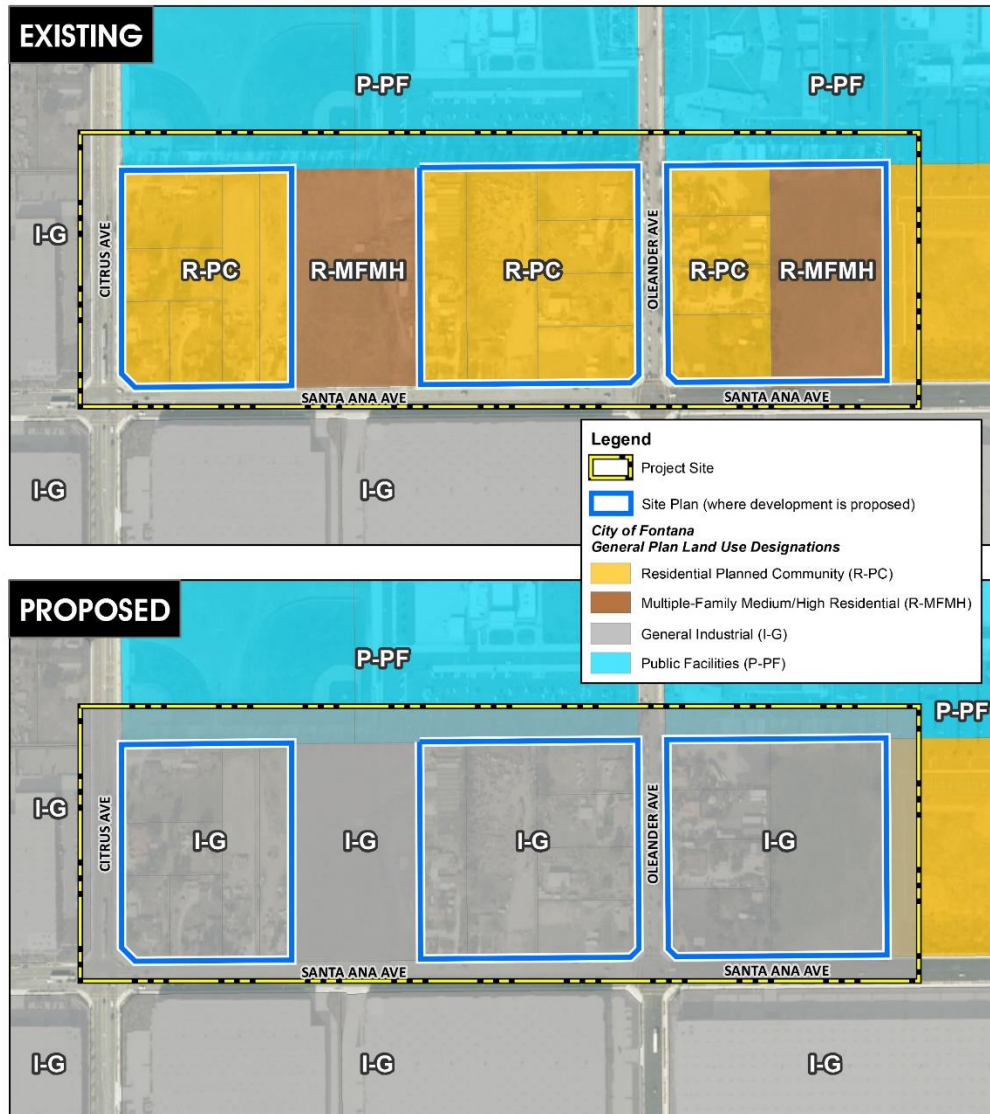 EXISTING
P-PF
P-PF
I-G
CITRUS AVE
R-PC
R-MFMH
R-PC
OLEANDER AVE
R-PC
R-MFMH
SANTA ANA AVE
SANTA ANA AVE
I-G
I-G
Legend
Project Site
Site Plan (where development is proposed)
City of Fontana
General Plan Land Use Designations
Residential Planned Community (R-PC)
Multiple-Family Medium/High Residential (R-MFMH)
General Industrial (I-G)
Public Facilities (P-PF)
PROPOSED
P-PF
P-PF
I-G
CITRUS AVE
I-G
I-G
I-G
OLEANDER AVE
I-G
SANTA ANA AVE
SANTA ANA AVE
I-G
I-G
I-G